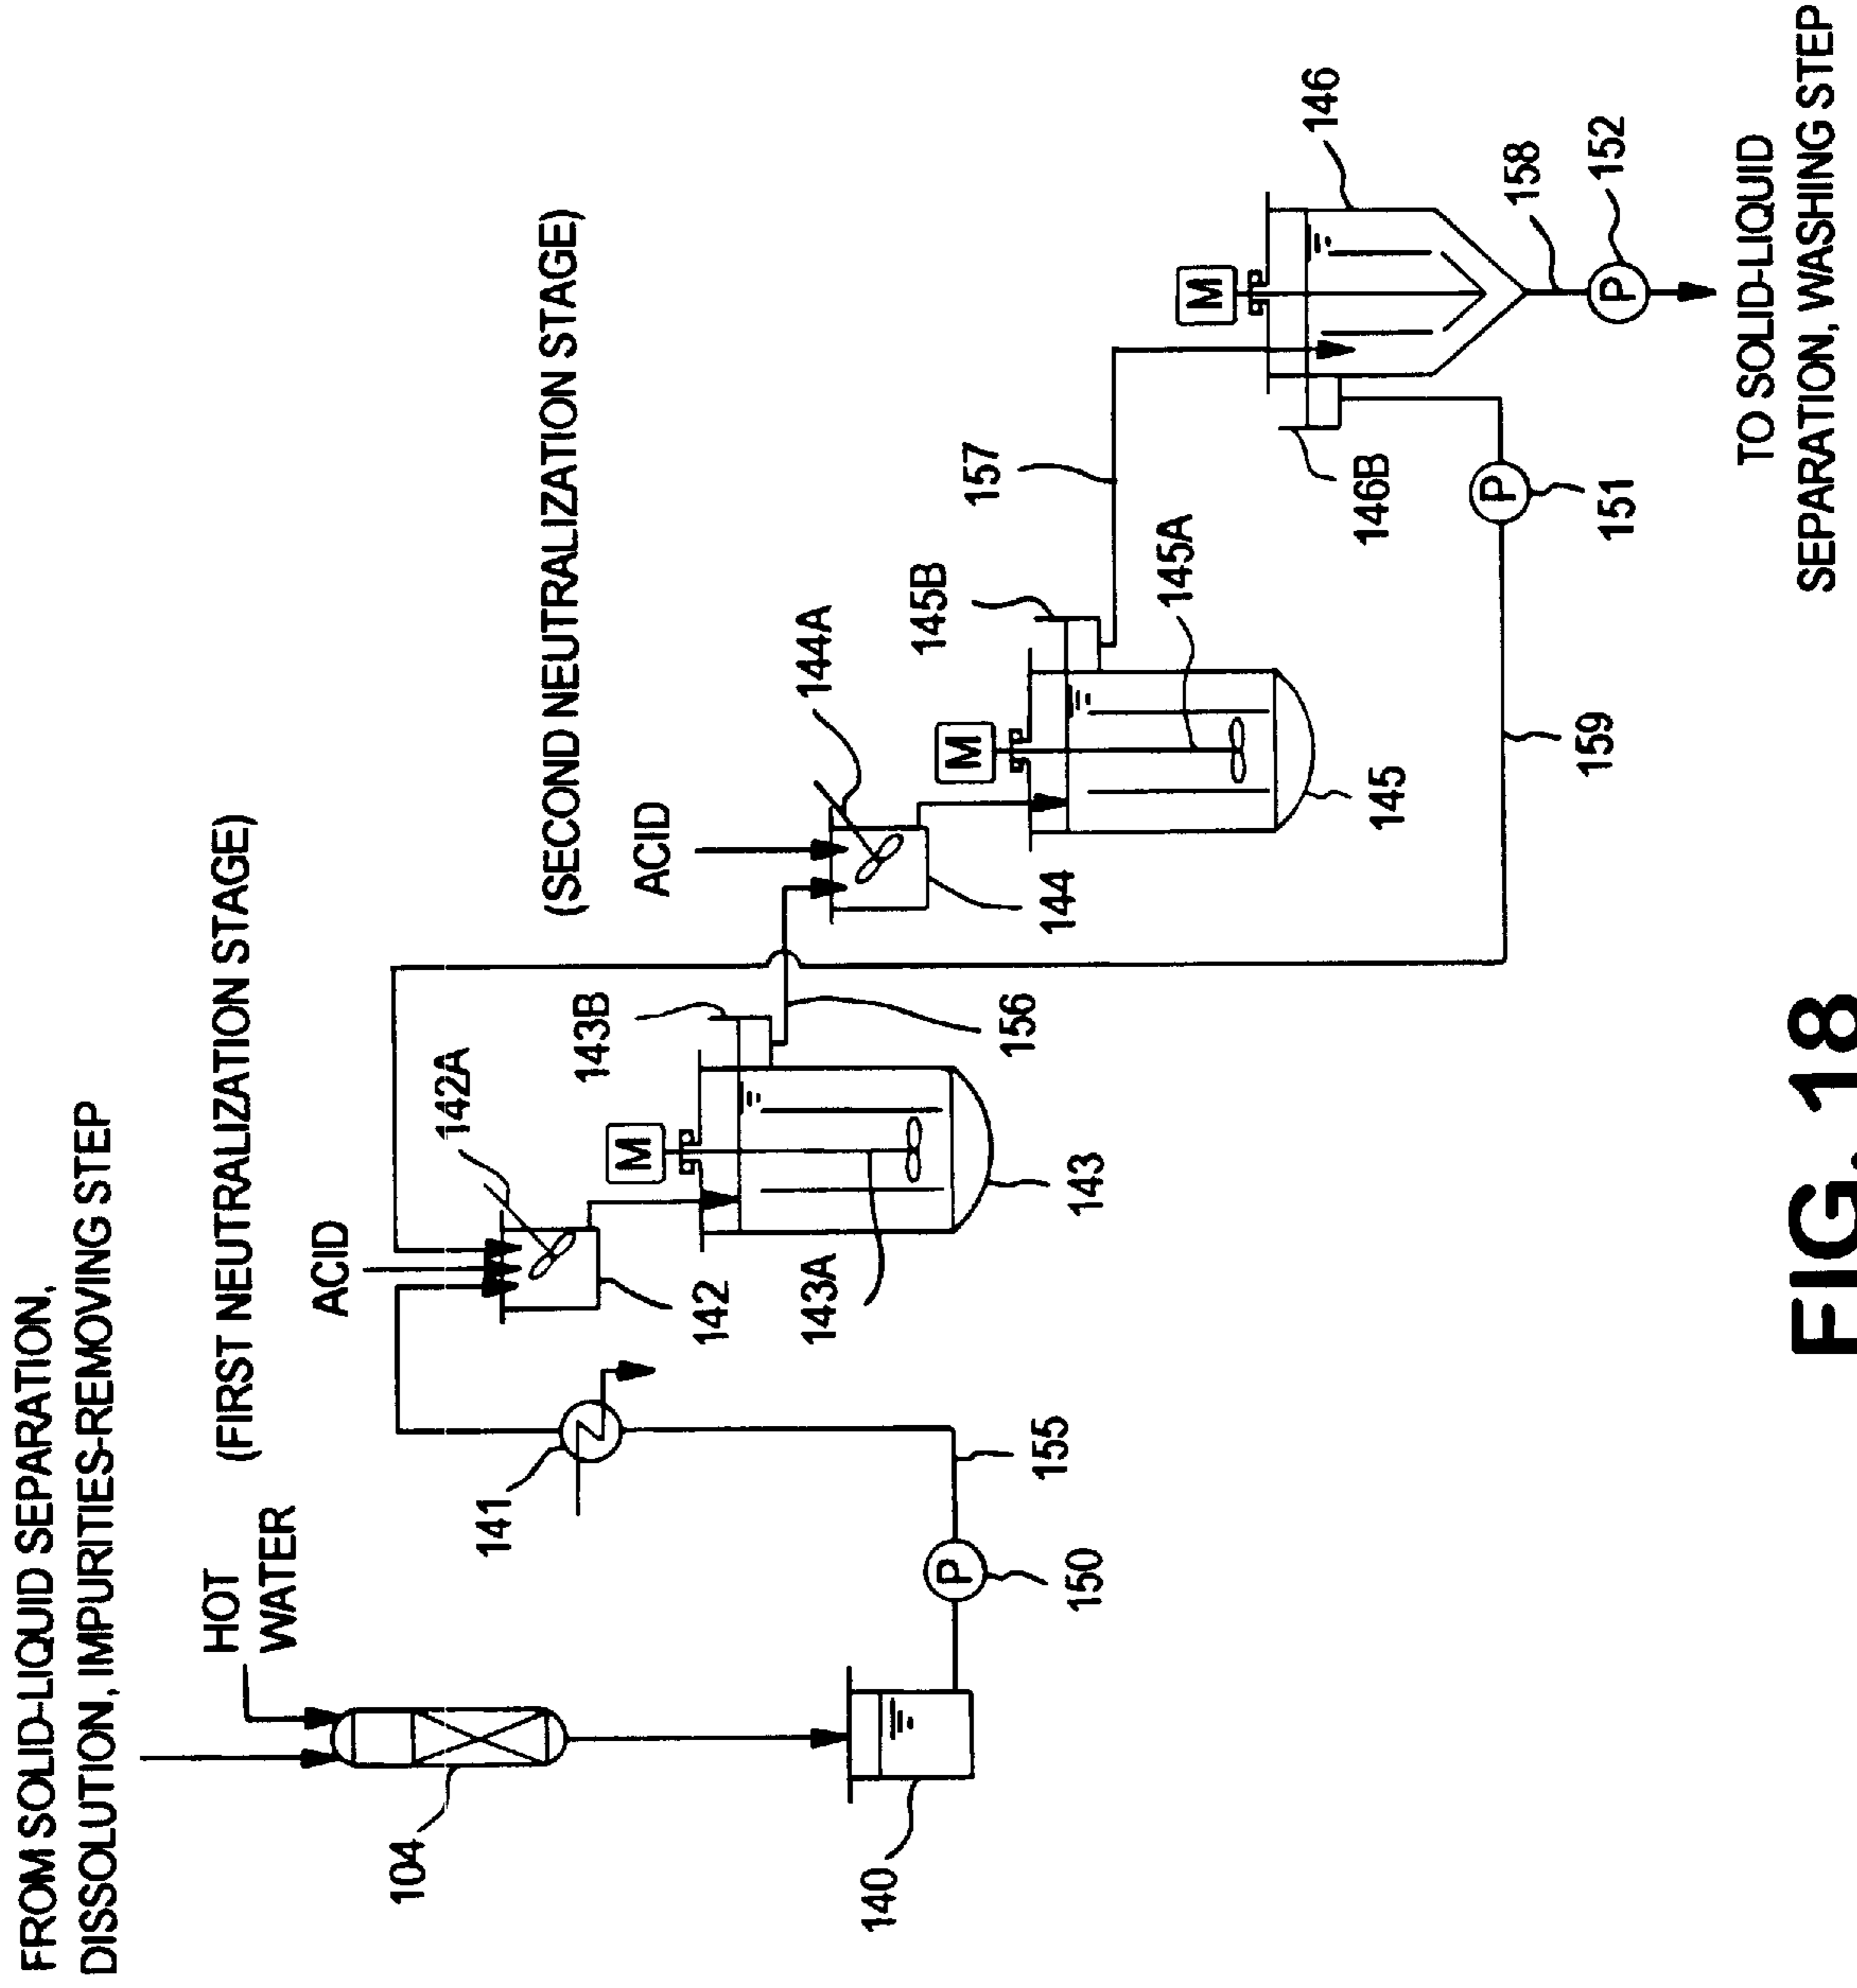 FROM SOLID-LIQUID SEPARATION,
DISSOLUTION, IMPURITIES-REMOVING STEP
HOT
WATER
(FIRST NEUTRALIZATION STAGE)
ACID
(SECOND NEUTRALIZATION STAGE)
ACID
104
140
P
150
155
141
142A
142
M
143B
143A
143
156
144A
144
M
145B
145A
145
157
M
146
146B
158
P
152
P
151
159
TO SOLID-LIQUID
SEPARATION, WASHING STEP
FIG. 18